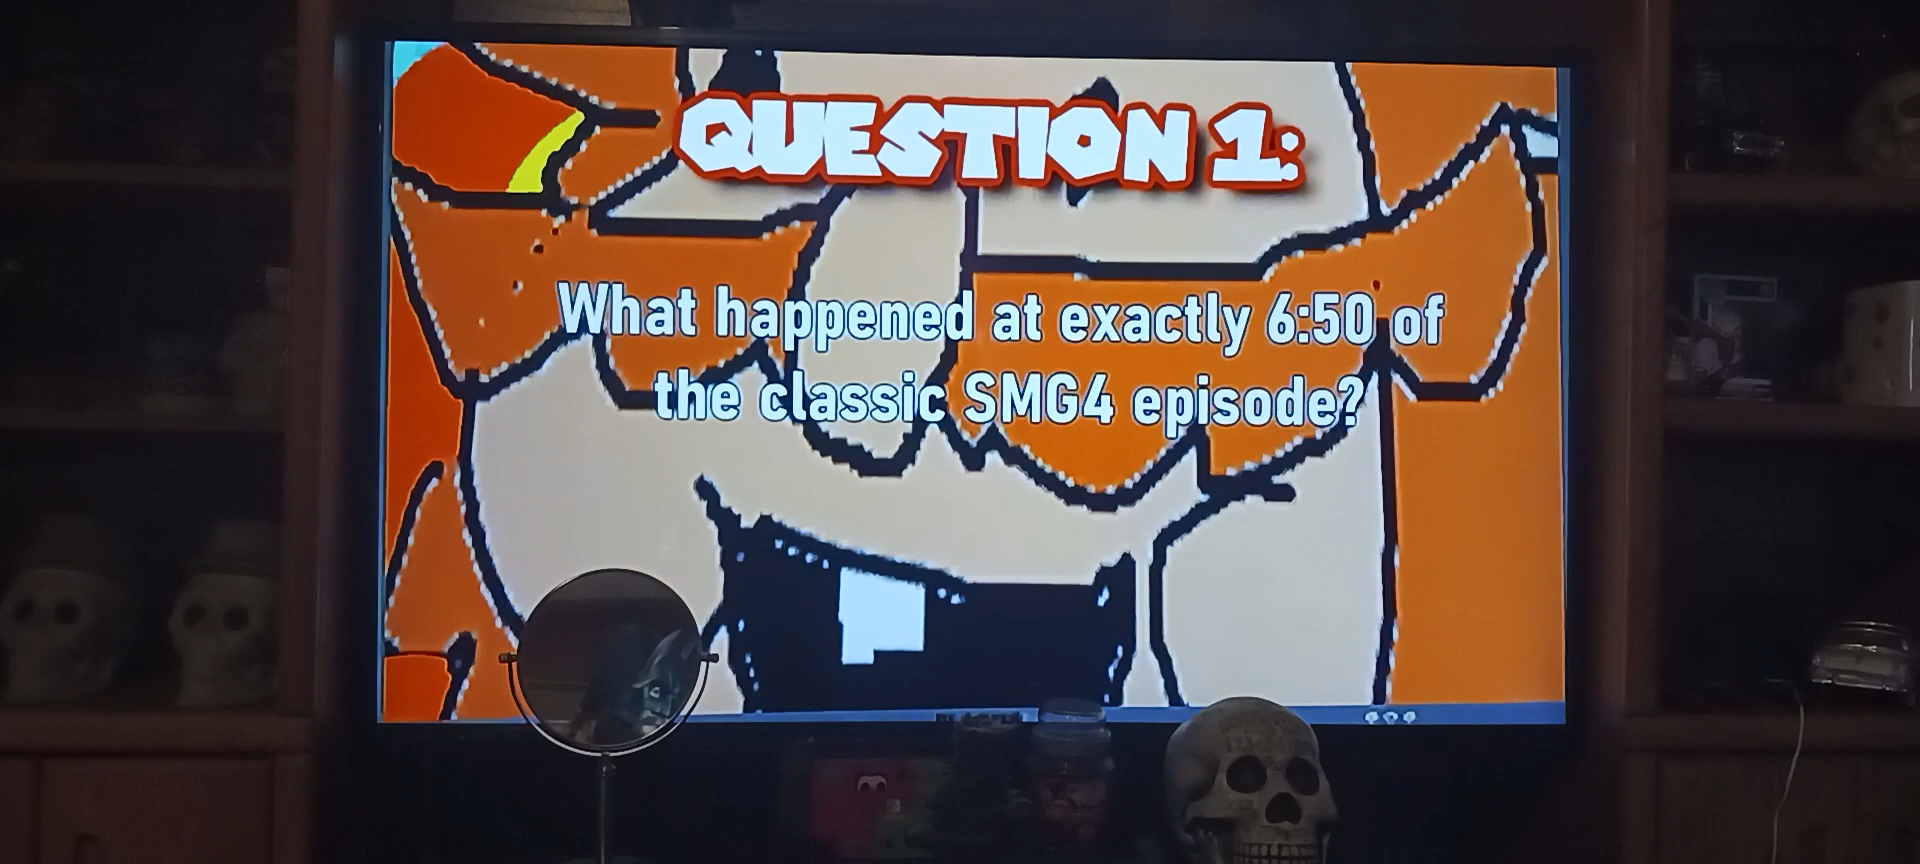 QUESTION 1:
What happened at exactly 6:50 of
the classic SMG4 episode?